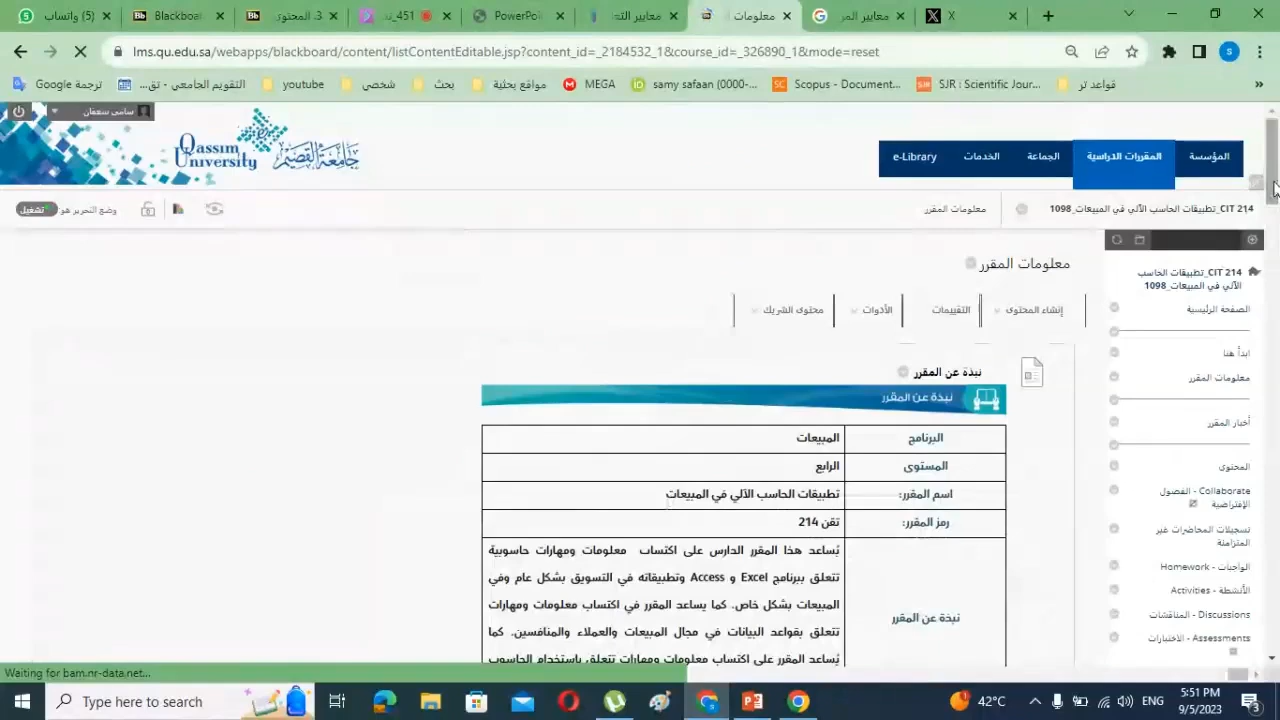 واتساب (5)
Blackboard
Blackboard
3. المحتوى
451_تند
PowerPoi
معايير التد
معلومات ا
معايير المر
X
lms.qu.edu.sa/webapps/blackboard/content/listContentEditable.jsp?content_id=_2184532_1&course_id=_326890_1&mode=reset
ترجمة Google
التقويم الجامعي - تق...
youtube
شخصي
بحث
مواقع بحثية
MEGA
samy safaan (0000-...
Scopus - Document...
SJR : Scientific Jour...
قواعد تر
»
سامي سعفان
Qassim University
جامعة القصيم
المؤسسة
المقررات الدراسية
الجماعة
الخدمات
e-Library
CIT 214_تطبيقات الحاسب الآلي في المبيعات_1098
معلومات المقرر
وضع التحرير هو:
تشغيل
CIT 214_تطبيقات الحاسب
الآلي في المبيعات_1098
الصفحة الرئيسية
ابدأ هنا
معلومات المقرر
أخبار المقرر
المحتوى
Collaborate - الفصول
الإفتراضية
تسجيلات المحاضرات غير
المتزامنة
الواجبات - Homework
الأنشطة - Activities
المناقشات - Discussions
الاختبارات - Assessments
معلومات المقرر
إنشاء المحتوى
التقييمات
الأدوات
محتوى الشريك
نبذة عن المقرر
نبذة عن المقرر
البرنامج المبيعات
المستوى الرابع
اسم المقرر: تطبيقات الحاسب الآلي في المبيعات
رمز المقرر: تقن 214
نبذة عن المقرر
يُساعد هذا المقرر الدارس على اكتساب معلومات ومهارات حاسوبية
تتعلق ببرنامج Excel و Access وتطبيقاته في التسويق بشكل عام وفي
المبيعات بشكل خاص. كما يساعد المقرر في اكتساب معلومات ومهارات
تتعلق بقواعد البيانات في مجال المبيعات والعملاء والمنافسين. كما
يُساعد المقرر على اكتساب معلومات ومهارات تتعلق باستخدام الحاسوب
Waiting for bam.nr-data.net...
Type here to search
42°C
ENG
5:51 PM
9/5/2023
3